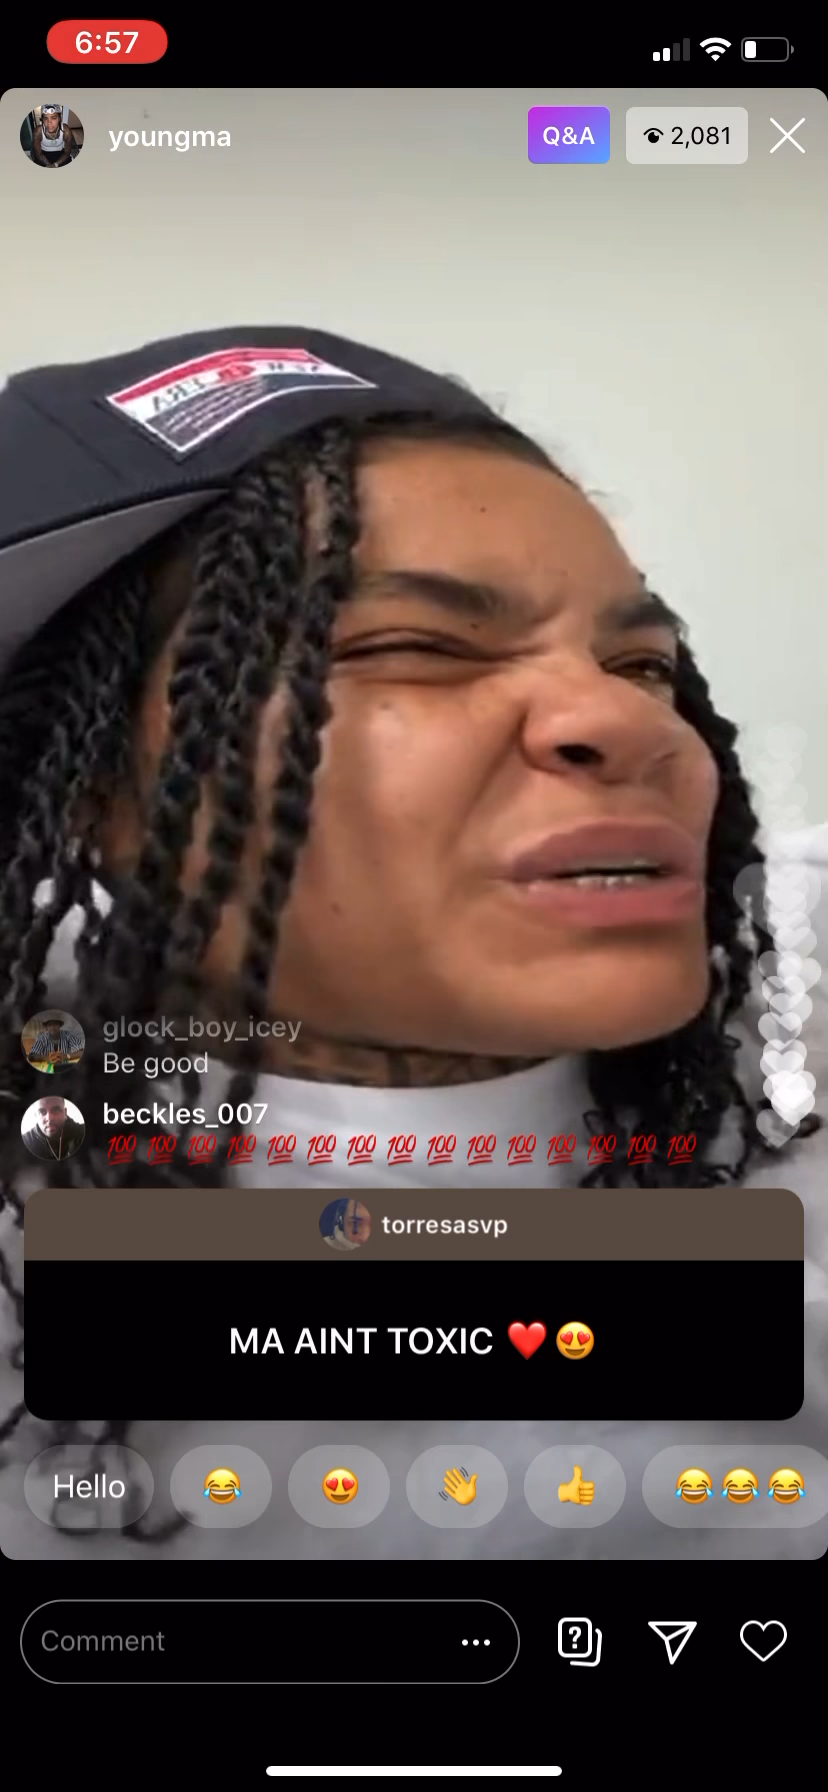 6:57
youngma
Q&A
2,081
glock_boy_icey
Be good
beckles_007
💯 💯 💯 💯 💯 💯 💯 💯 💯 💯 💯 💯 💯 💯 💯
torresasvp
MA AINT TOXIC ❤️😍
Hello
😂
😍
👋
👍
😂😂😂
Comment